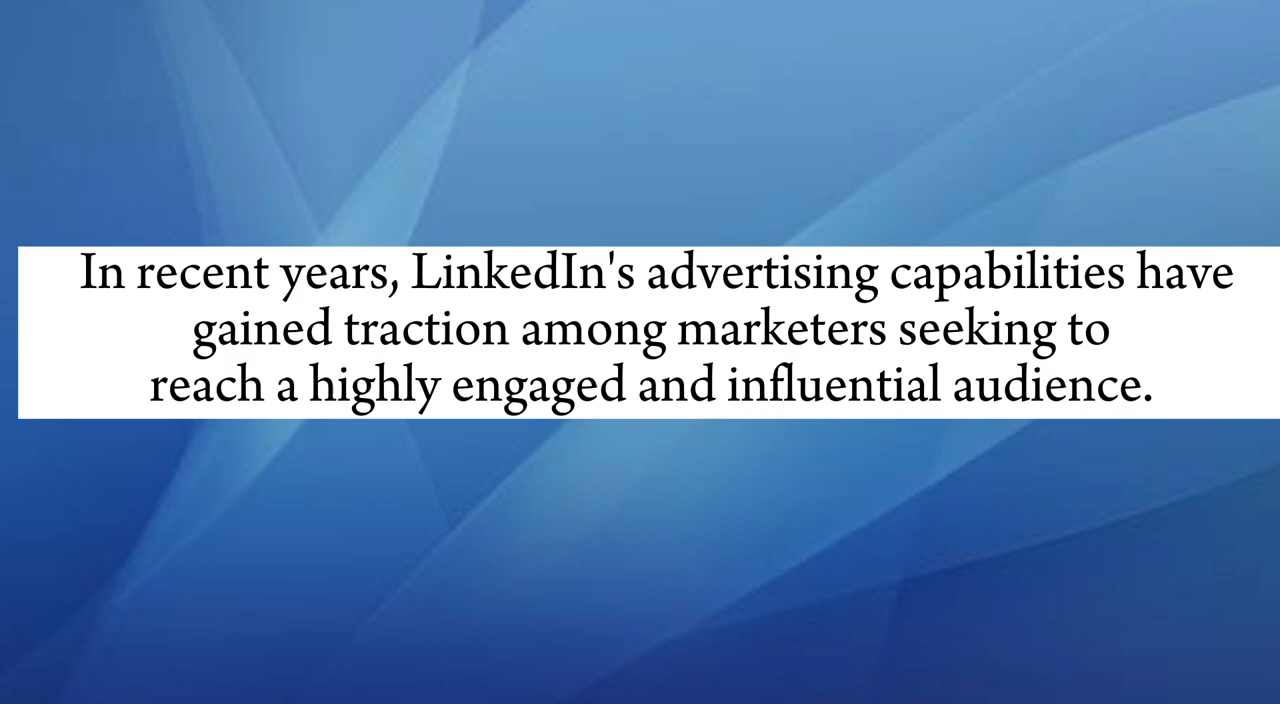 In recent years, LinkedIn's advertising capabilities have
gained traction among marketers seeking to
reach a highly engaged and influential audience.